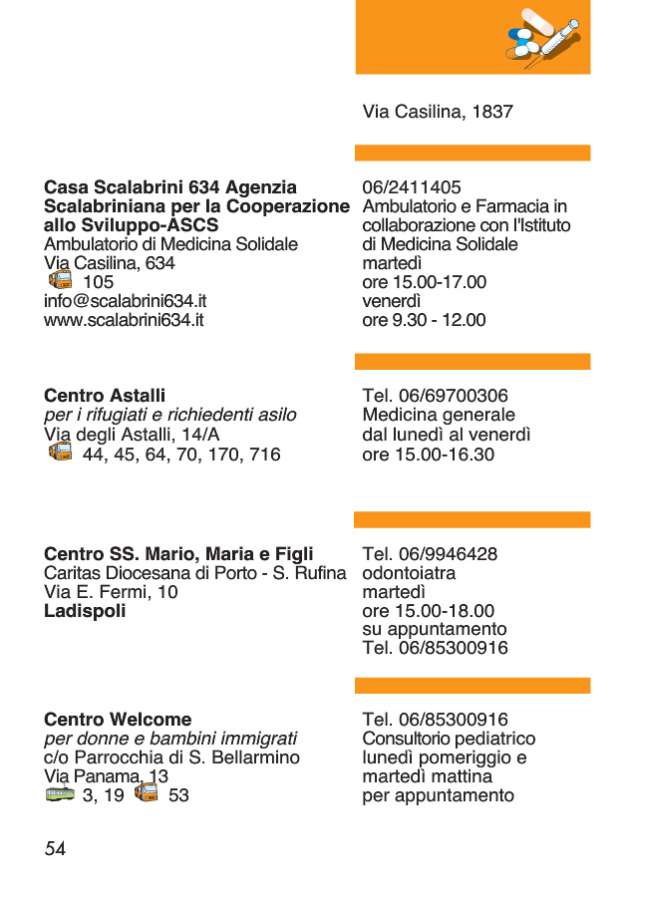 Via Casilina, 1837
Casa Scalabrini 634 Agenzia
Scalabriniana per la Cooperazione
allo Sviluppo-ASCS
Ambulatorio di Medicina Solidale
Via Casilina, 634
105
info@scalabrini634.it
www.scalabrini634.it
06/2411405
Ambulatorio e Farmacia in
collaborazione con l'Istituto
di Medicina Solidale
martedì
ore 15.00-17.00
venerdì
ore 9.30 - 12.00
Centro Astalli
per i rifugiati e richiedenti asilo
Via degli Astalli, 14/A
44, 45, 64, 70, 170, 716
Tel. 06/69700306
Medicina generale
dal lunedì al venerdì
ore 15.00-16.30
Centro SS. Mario, Maria e Figli
Caritas Diocesana di Porto - S. Rufina
Via E. Fermi, 10
Ladispoli
Tel. 06/9946428
odontoiatra
martedì
ore 15.00-18.00
su appuntamento
Tel. 06/85300916
Centro Welcome
per donne e bambini immigrati
c/o Parrocchia di S. Bellarmino
Via Panama, 13
3, 19 53
Tel. 06/85300916
Consultorio pediatrico
lunedì pomeriggio e
martedì mattina
per appuntamento
54